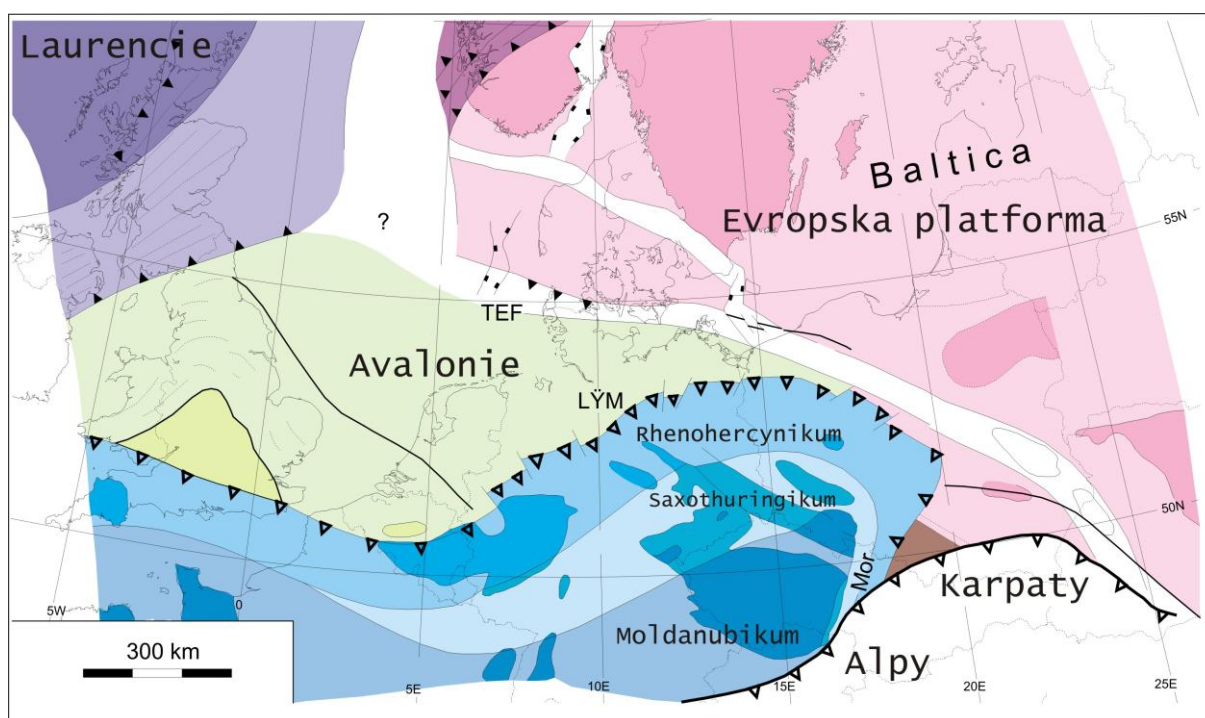 Laurencie
Baltica
Evropska platforma
55N
?
TEF
Avalonie
LŸM
Rhenohercynikum
Saxothuringikum
50N
Mor
Karpaty
5W
0
Moldanubikum
Alpy
300 km
5E
10E
15E
20E
25E